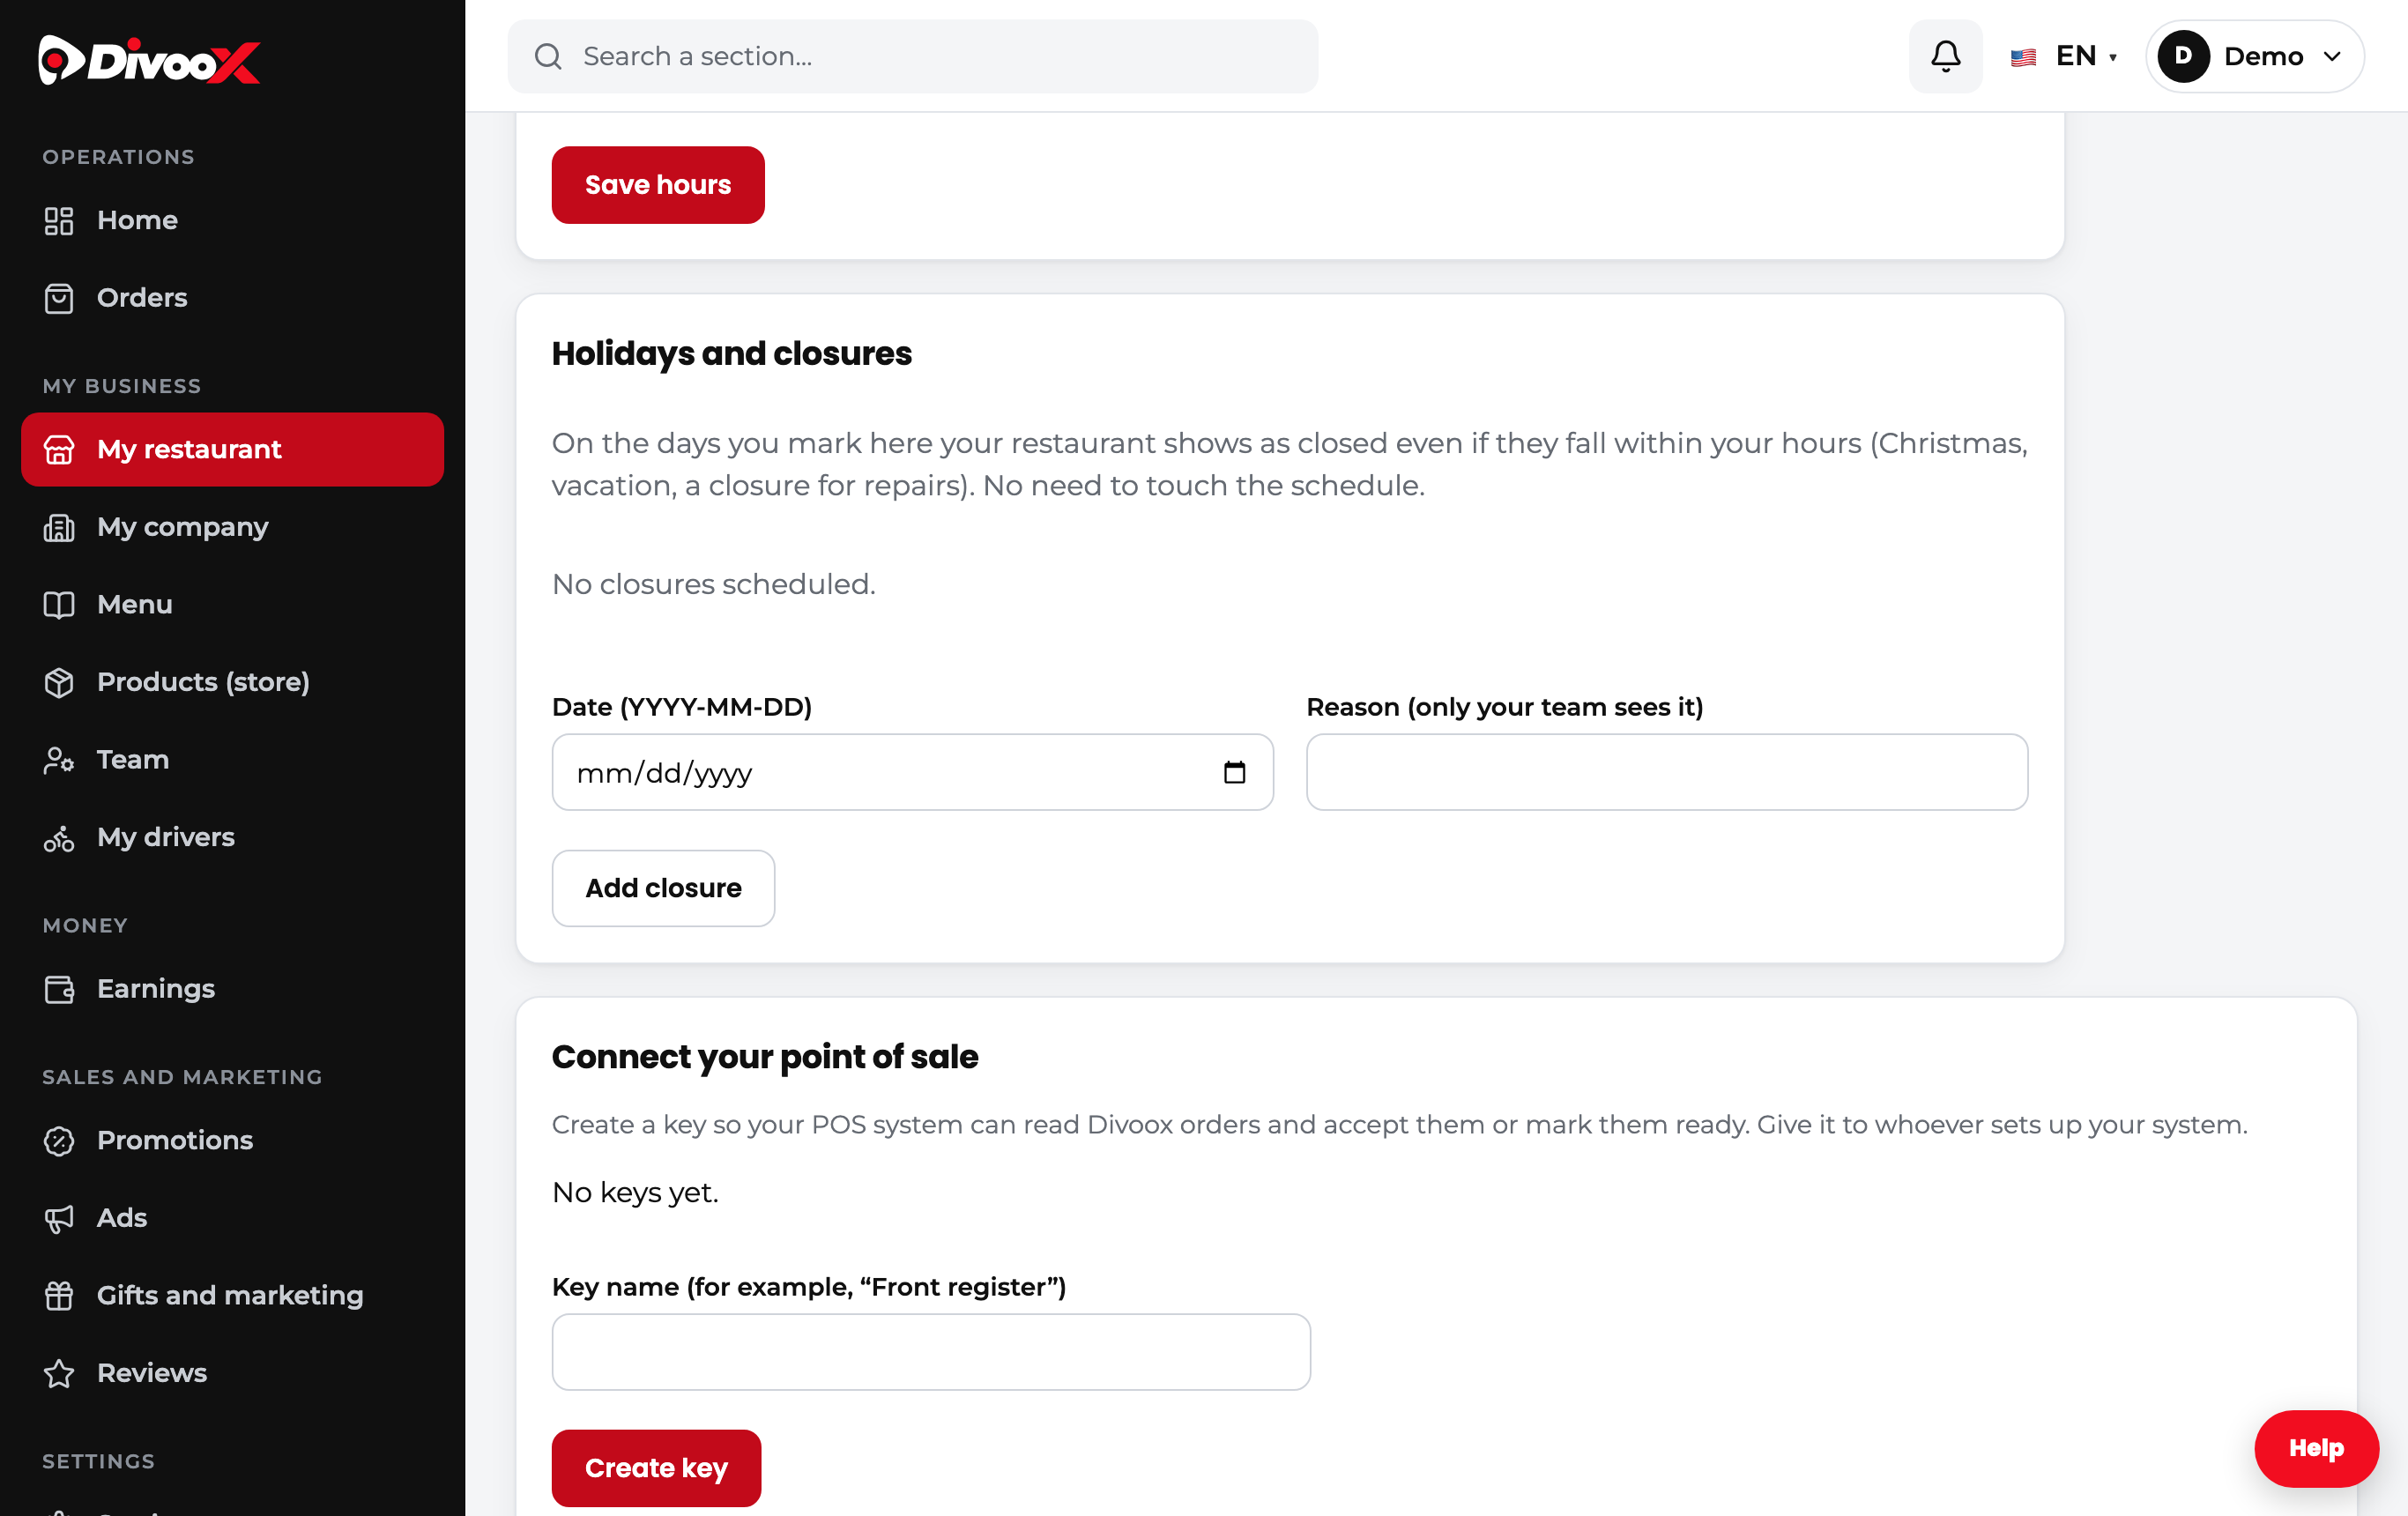 DivooX
OPERATIONS
Home
Orders
MY BUSINESS
My restaurant
My company
Menu
Products (store)
Team
My drivers
MONEY
Earnings
SALES AND MARKETING
Promotions
Ads
Gifts and marketing
Reviews
SETTINGS
Search a section...
EN
D
Demo
Save hours
Holidays and closures
On the days you mark here your restaurant shows as closed even if they fall within your hours (Christmas,
vacation, a closure for repairs). No need to touch the schedule.
No closures scheduled.
Date (YYYY-MM-DD)
Reason (only your team sees it)
mm/dd/yyyy
Add closure
Connect your point of sale
Create a key so your POS system can read Divoox orders and accept them or mark them ready. Give it to whoever sets up your system.
No keys yet.
Key name (for example, “Front register”)
Create key
Help